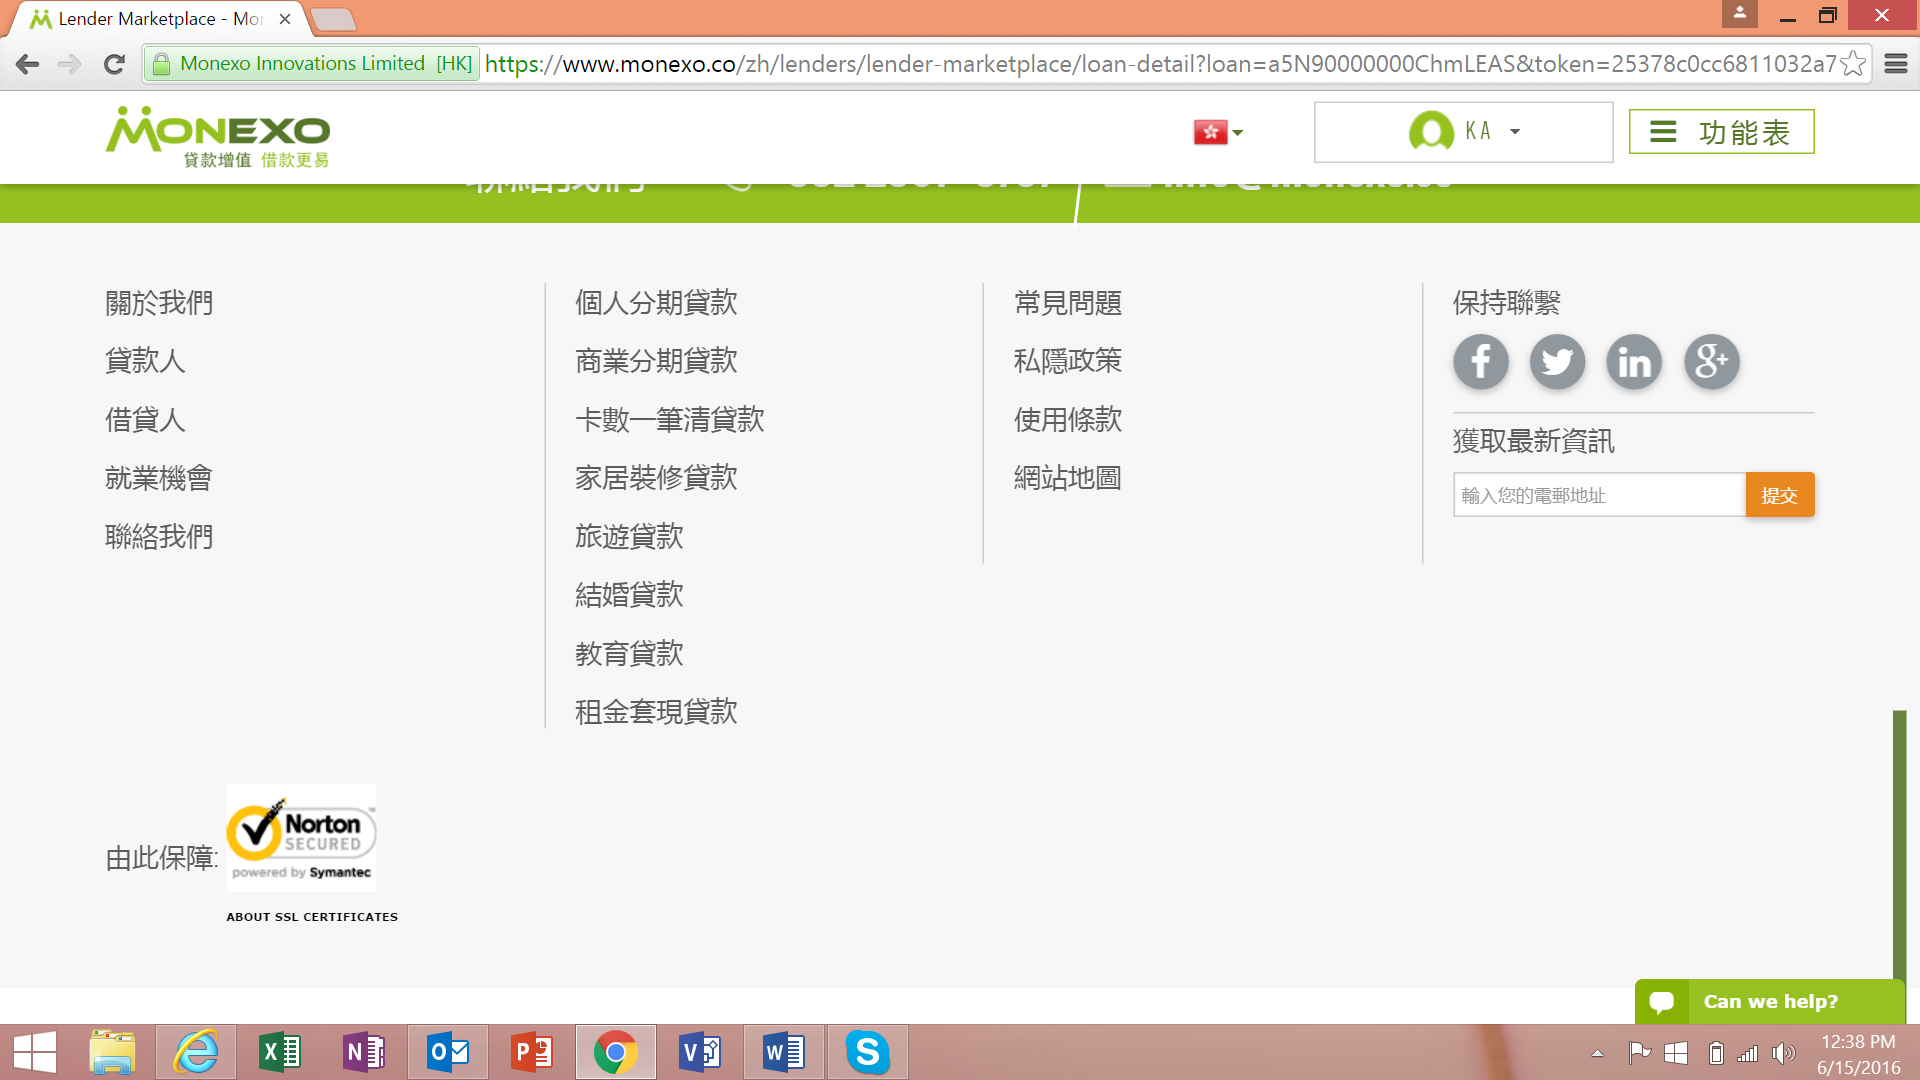 Lender Marketplace - Mon
Monexo Innovations Limited [HK]
https://www.monexo.co/zh/lenders/lender-marketplace/loan-detail?loan=a5N90000000ChmLEAS&token=25378c0cc6811032a7
MONEXO
貸款增值 借款更易
KA
功能表
聯絡我們
關於我們
貸款人
借貸人
就業機會
聯絡我們
個人分期貸款
商業分期貸款
卡數一筆清貸款
家居裝修貸款
旅遊貸款
結婚貸款
教育貸款
租金套現貸款
常見問題
私隱政策
使用條款
網站地圖
保持聯繫
獲取最新資訊
輸入您的電郵地址
提交
由此保障:
Norton
SECURED
powered by Symantec
ABOUT SSL CERTIFICATES
Can we help?
12:38 PM
6/15/2016